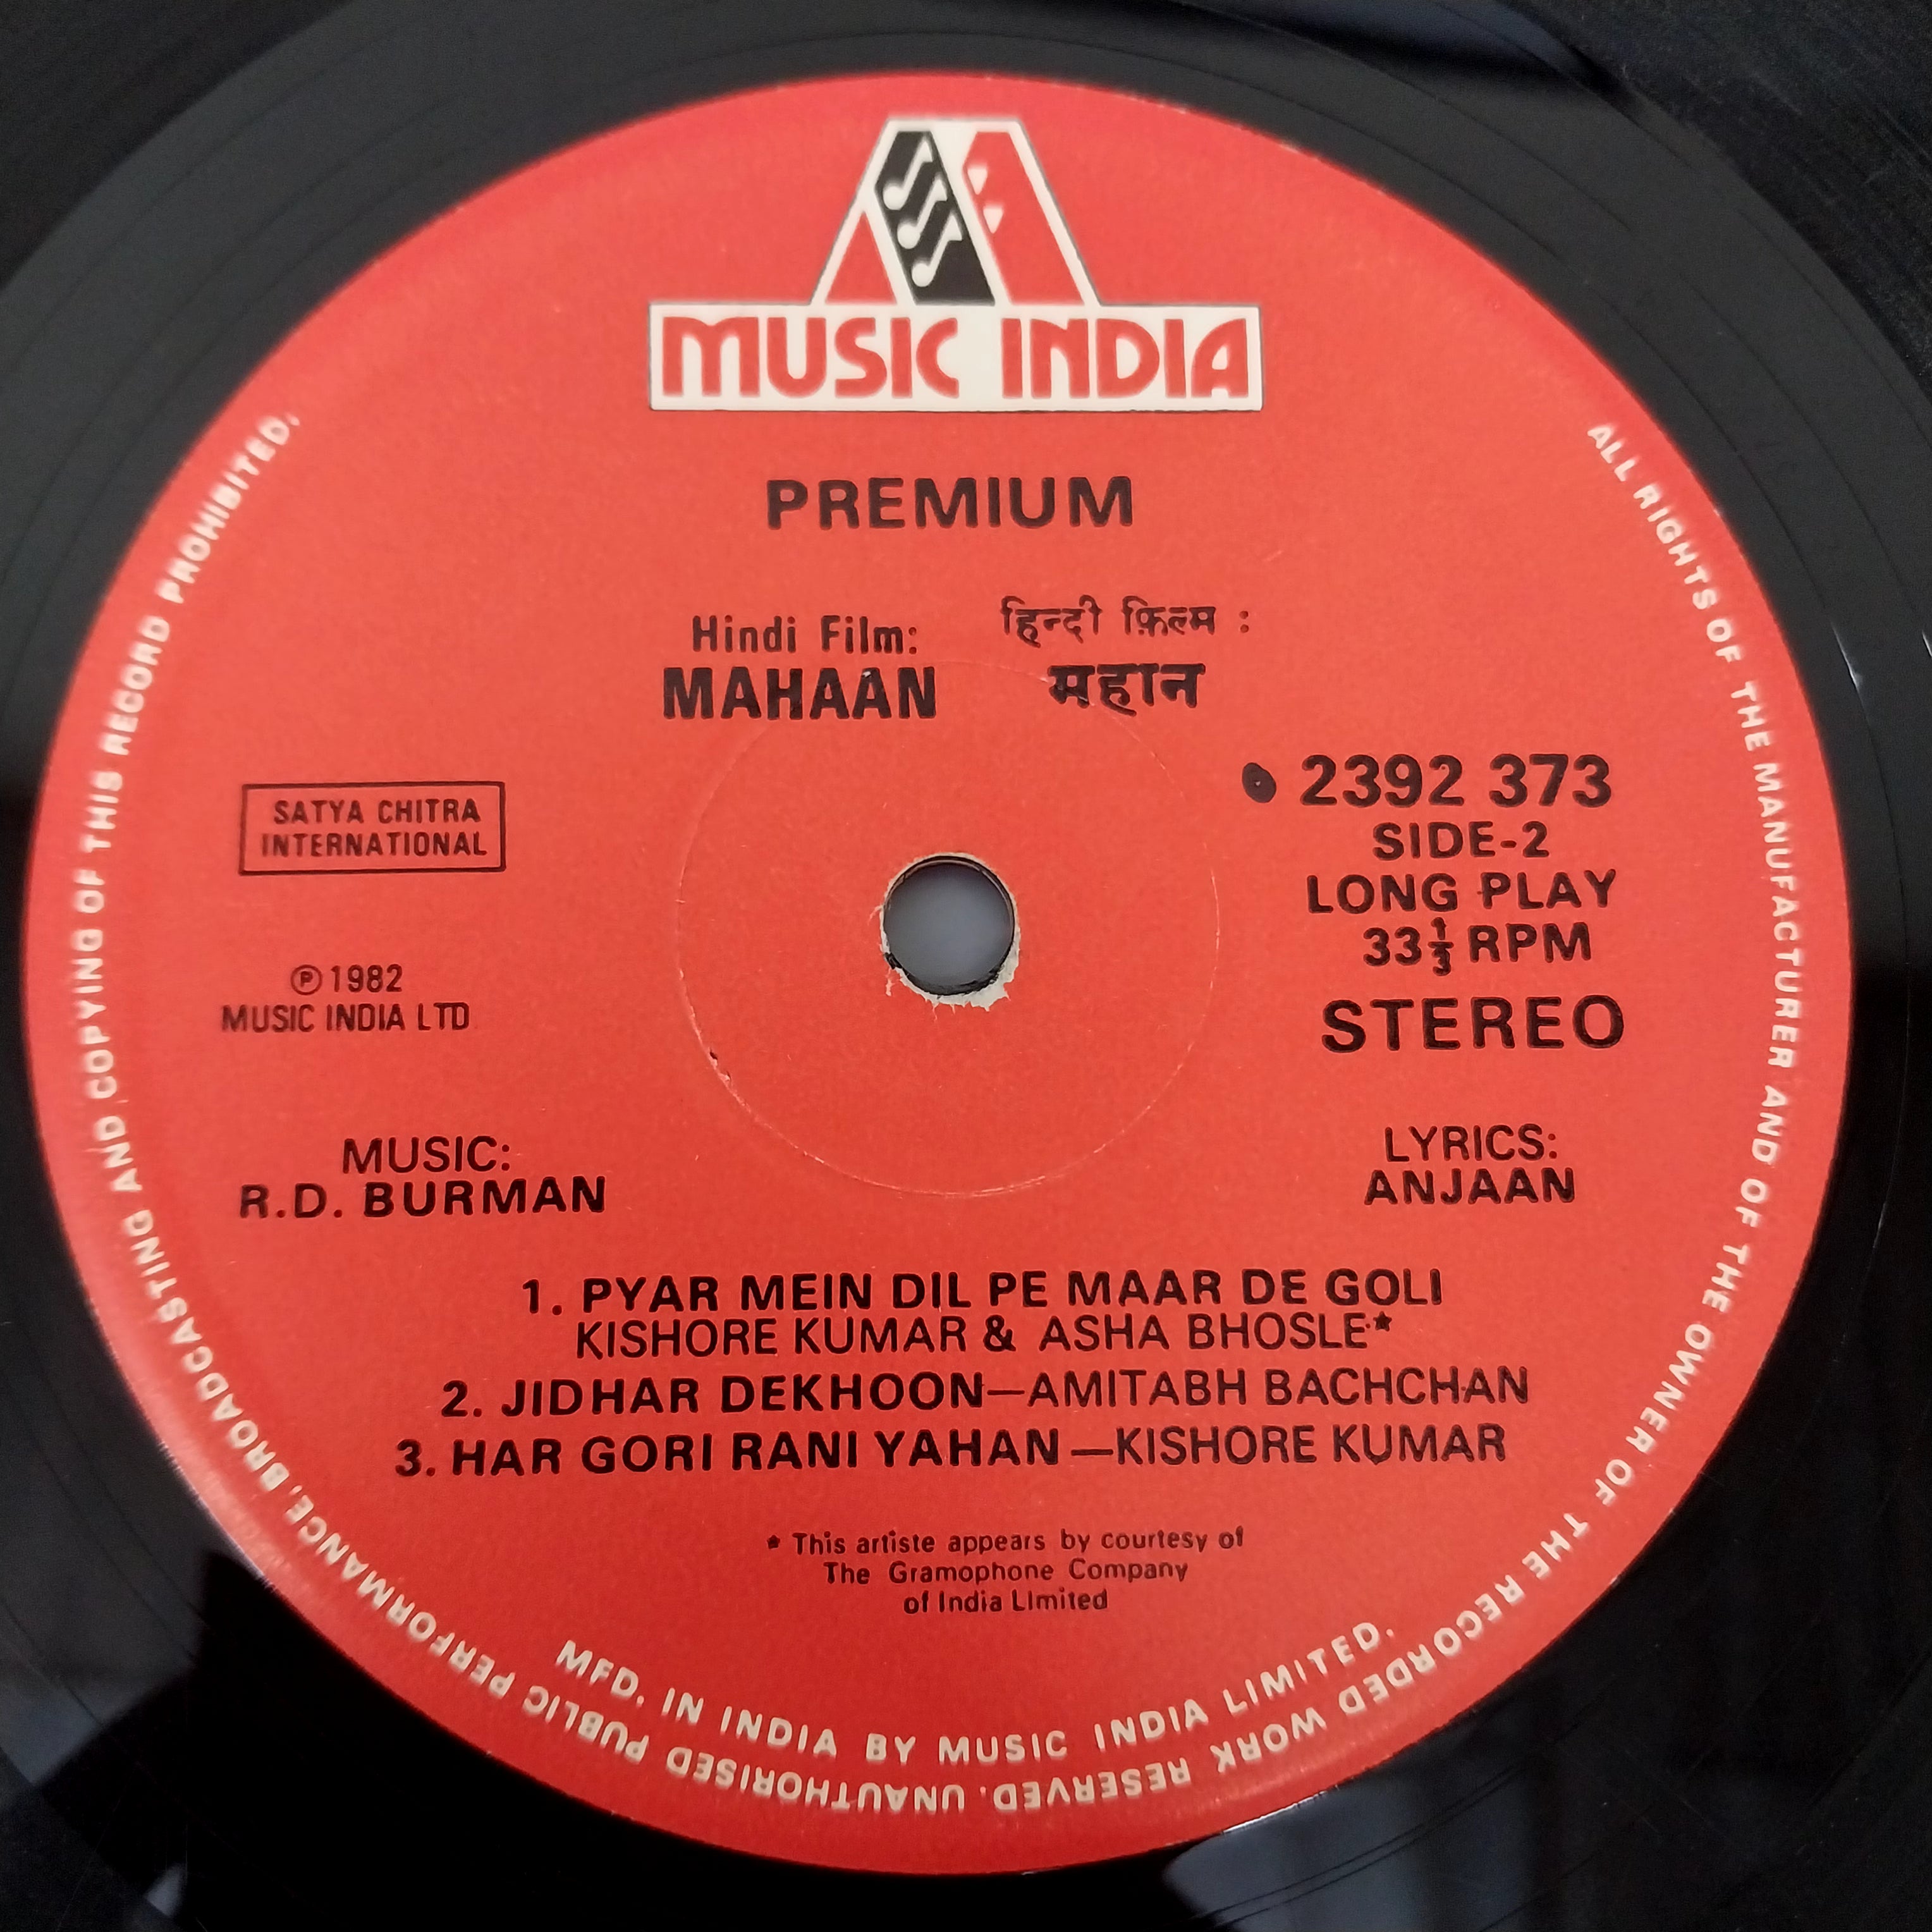 MUSIC INDIA
PREMIUM
Hindi Film:
MAHAAN
हिन्दी फ़िल्म :
महान
SATYA CHITRA
INTERNATIONAL
℗ 1982
MUSIC INDIA LTD
2392 373
SIDE-2
LONG PLAY
33⅓ RPM
STEREO
MUSIC:
R.D. BURMAN
LYRICS:
ANJAAN
1. PYAR MEIN DIL PE MAAR DE GOLI
KISHORE KUMAR & ASHA BHOSLE*
2. JIDHAR DEKHOON—AMITABH BACHCHAN
3. HAR GORI RANI YAHAN—KISHORE KUMAR
* This artiste appears by courtesy of
The Gramophone Company
of India LImited
MFD. IN INDIA BY MUSIC INDIA LIMITED.
ALL RIGHTS OF THE MANUFACTURER AND OF THE OWNER OF THE RECORDED WORK RESERVED. UNAUTHORISED PUBLIC PERFORMANCE, BROADCASTING AND COPYING OF THIS RECORD PROHIBITED.